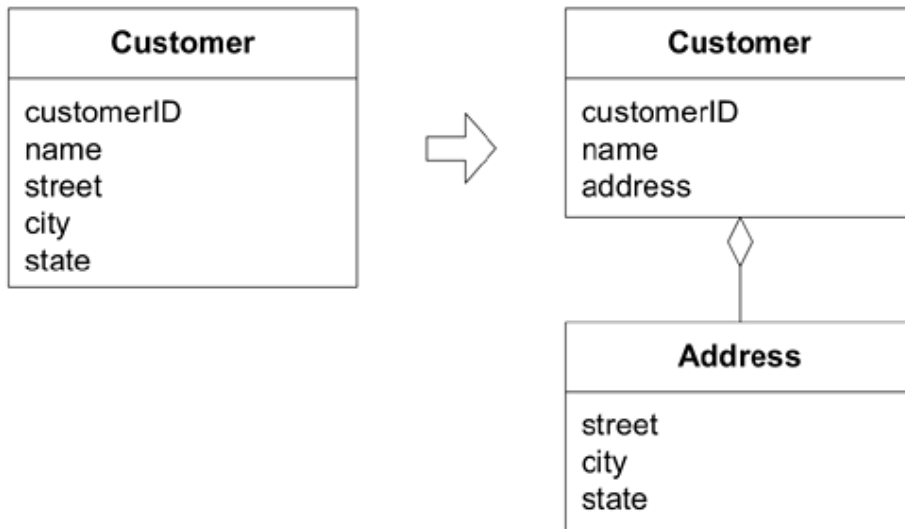 Customer
customerID
name
street
city
state
Customer
customerID
name
address
Address
street
city
state